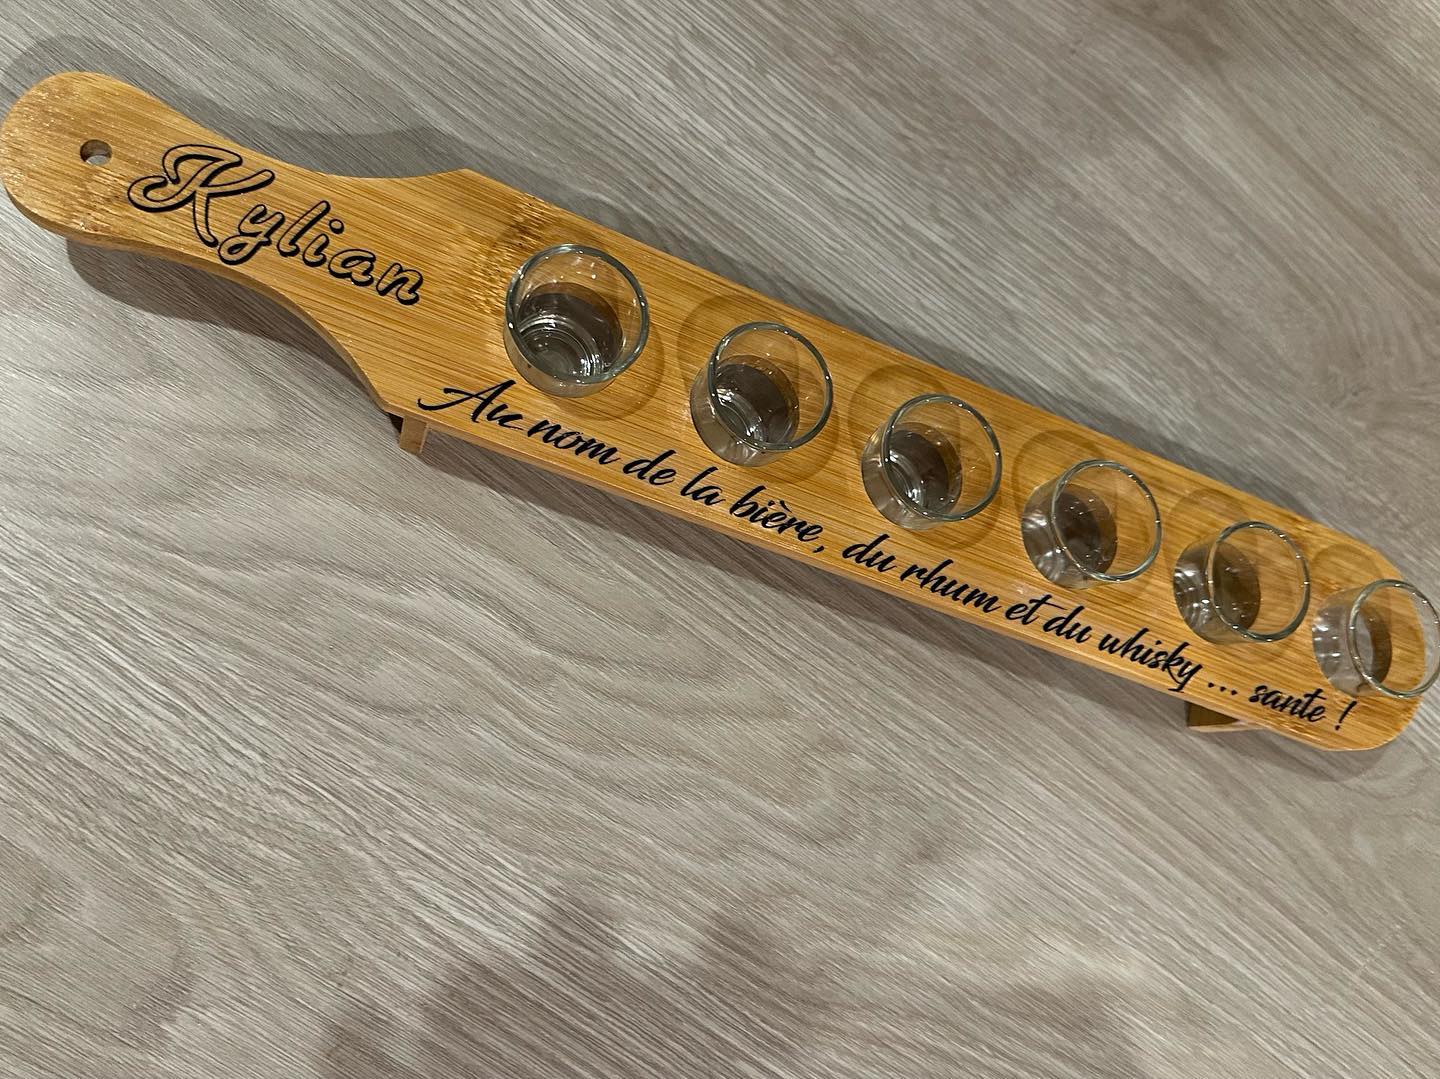 Kylian
Au nom de la bière, du rhum et du whisky ... sante !